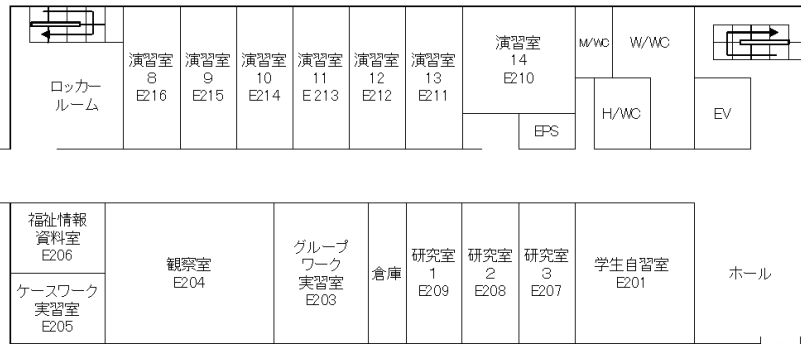 ロッカー
ルーム
演習室
8
E216
演習室
9
E215
演習室
10
E214
演習室
11
E213
演習室
12
E212
演習室
13
E211
演習室
14
E210
EPS
M/WC
W/WC
H/WC
EV
福祉情報
資料室
E206
ケースワーク
実習室
E205
観察室
E204
グループ
ワーク
実習室
E203
倉庫
研究室
1
E209
研究室
2
E208
研究室
3
E207
学生自習室
E201
ホール